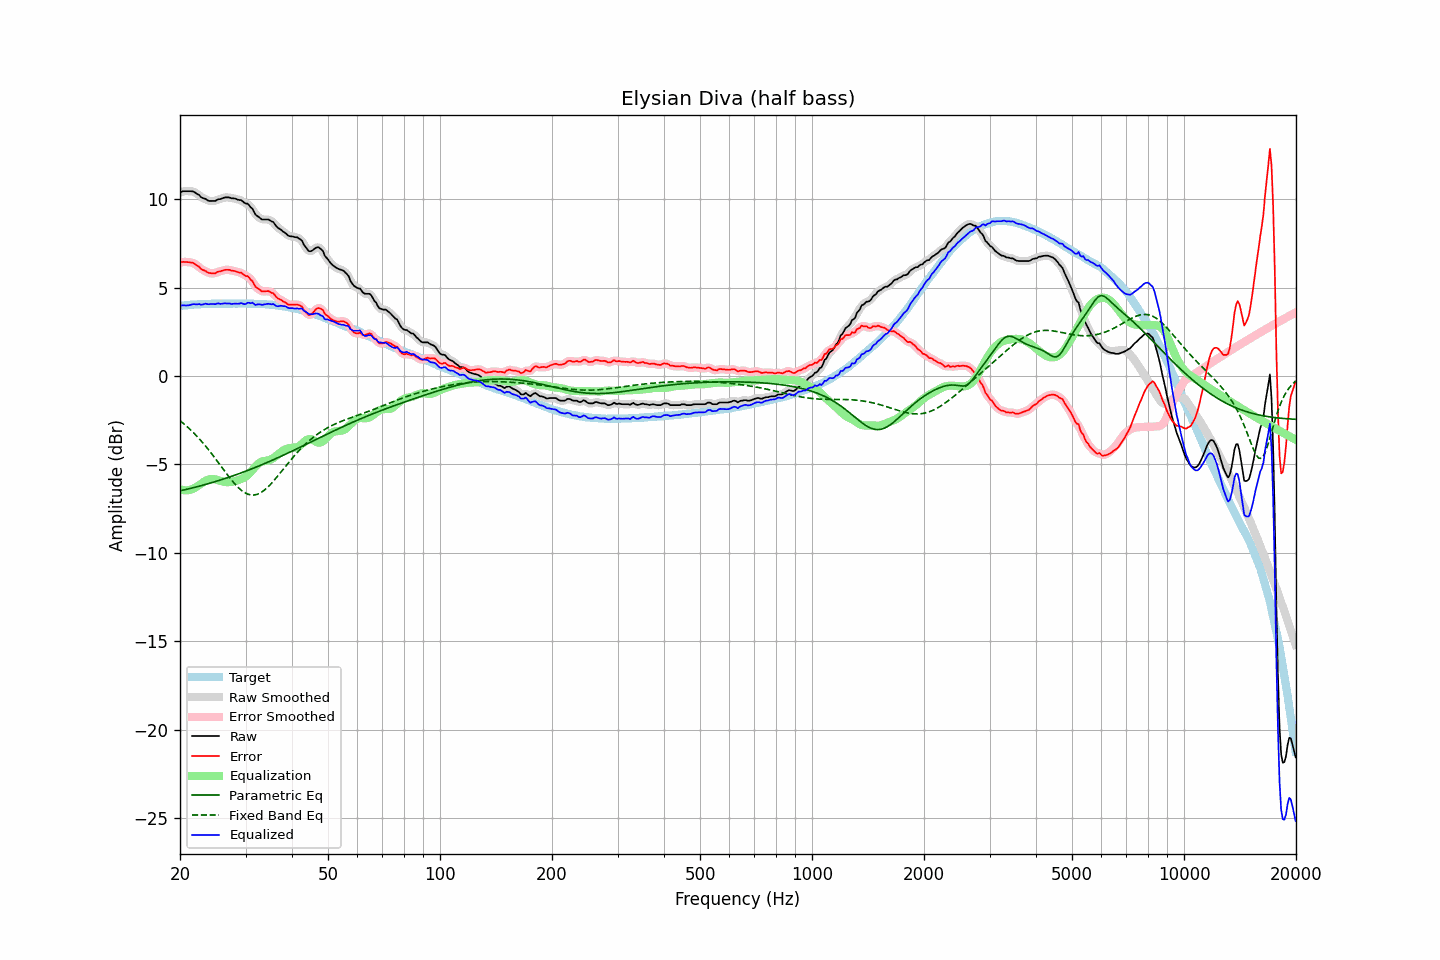 Elysian Diva (half bass)
10
5
0
−5
−10
−15
−20
−25
Amplitude (dBr)
Target
Raw Smoothed
Error Smoothed
Raw
Error
Equalization
Parametric Eq
Fixed Band Eq
Equalized
20 50 100 200 500 1000 2000 5000 10000 20000
Frequency (Hz)